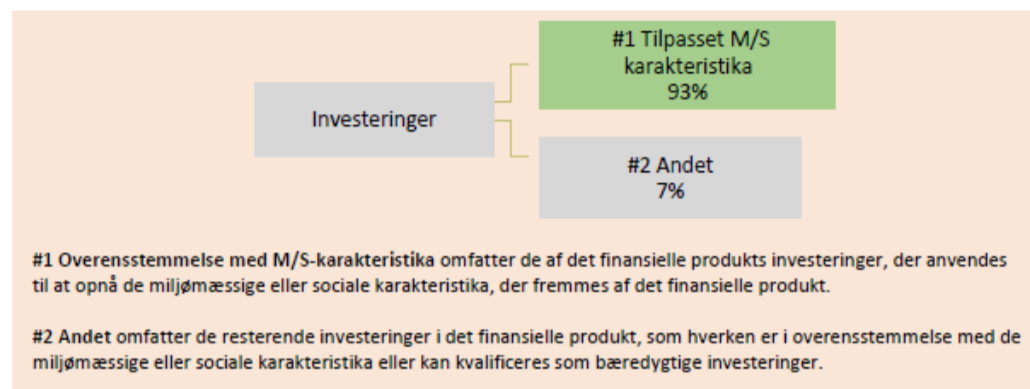 #1 Tilpasset M/S
karakteristika
93%
Investeringer
#2 Andet
7%
#1 Overensstemmelse med M/S-karakteristika omfatter de af det finansielle produkts investeringer, der anvendes
til at opnå de miljømæssige eller sociale karakteristika, der fremmes af det finansielle produkt.
#2 Andet omfatter de resterende investeringer i det finansielle produkt, som hverken er i overensstemmelse med de
miljømæssige eller sociale karakteristika eller kan kvalificeres som bæredygtige investeringer.